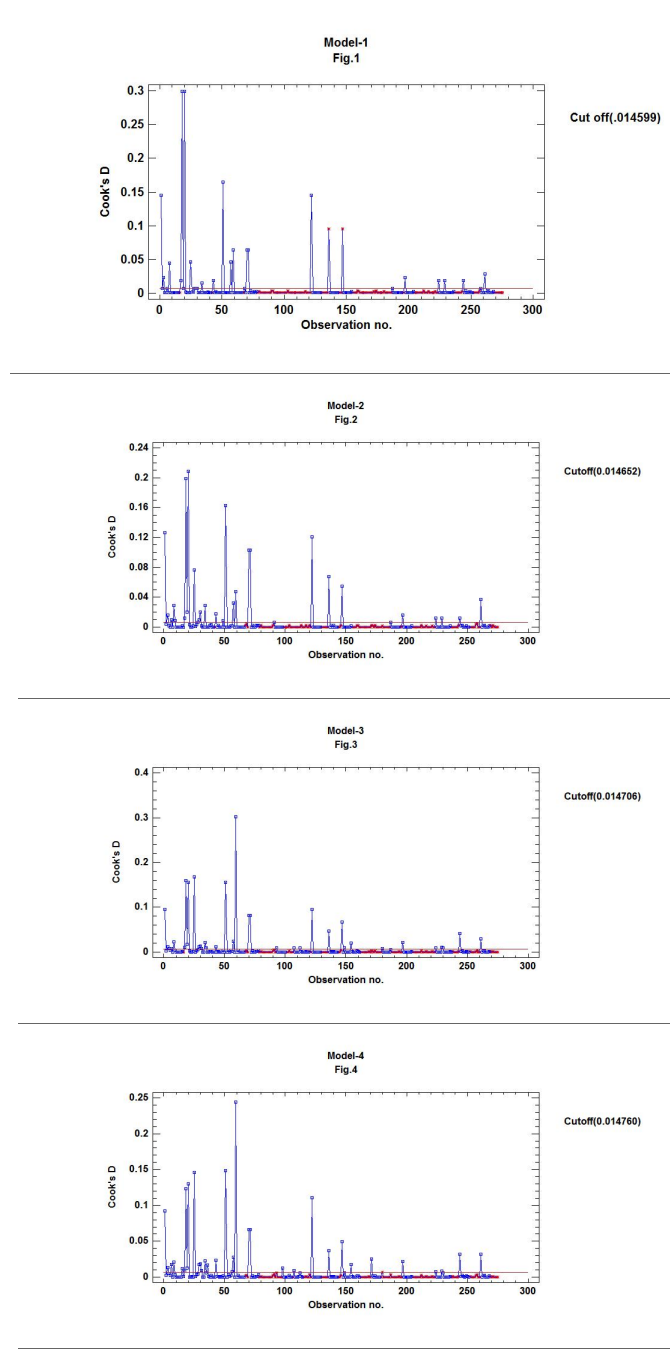 Model-1
Fig.1
Cut off(.014599)
Cook's D
0.3
0.25
0.2
0.15
0.1
0.05
0
0 50 100 150 200 250 300
Observation no.
Model-2
Fig.2
Cutoff(0.014652)
Cook's D
0.24
0.2
0.16
0.12
0.08
0.04
0
0 50 100 150 200 250 300
Observation no.
Model-3
Fig.3
Cutoff(0.014706)
Cook's D
0.4
0.3
0.2
0.1
0
0 50 100 150 200 250 300
Observation no.
Model-4
Fig.4
Cutoff(0.014760)
Cook's D
0.25
0.2
0.15
0.1
0.05
0
0 50 100 150 200 250 300
Observation no.